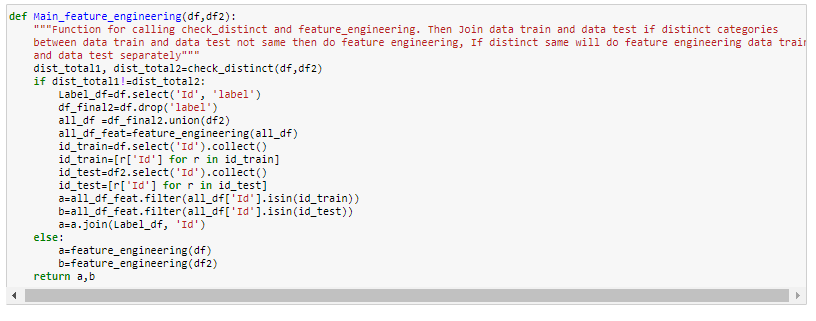 def Main_feature_engineering(df,df2):
    """Function for calling check_distinct and feature_engineering. Then Join data train and data test if distinct categories
    between data train and data test not same then do feature engineering, If distinct same will do feature engineering data train
    and data test separately"""
    dist_total1, dist_total2=check_distinct(df,df2)
    if dist_total1!=dist_total2:
        Label_df=df.select('Id', 'label')
        df_final2=df.drop('label')
        all_df =df_final2.union(df2)
        all_df_feat=feature_engineering(all_df)
        id_train=df.select('Id').collect()
        id_train=[r['Id'] for r in id_train]
        id_test=df2.select('Id').collect()
        id_test=[r['Id'] for r in id_test]
        a=all_df_feat.filter(all_df['Id'].isin(id_train))
        b=all_df_feat.filter(all_df['Id'].isin(id_test))
        a=a.join(Label_df, 'Id')
    else:
        a=feature_engineering(df)
        b=feature_engineering(df2)
    return a,b